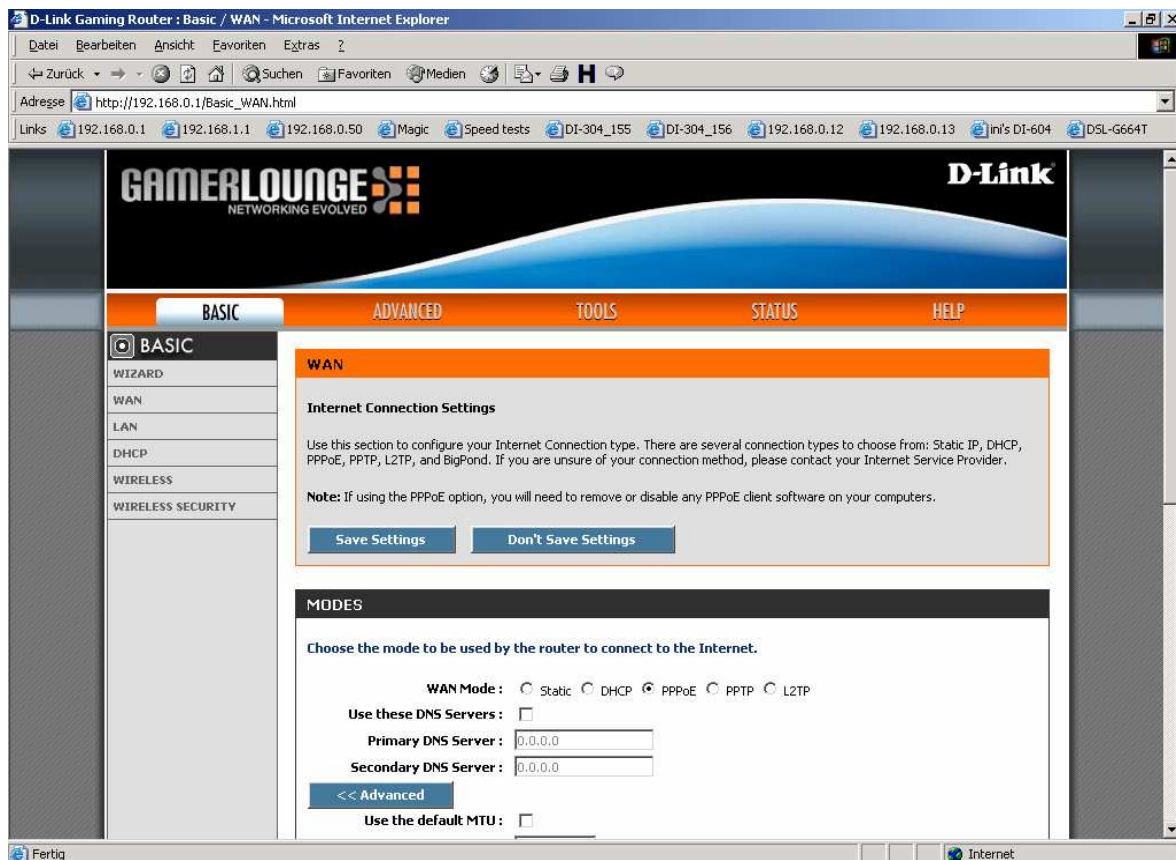 D-Link Gaming Router : Basic / WAN - Microsoft Internet Explorer
Datei Bearbeiten Ansicht Favoriten Extras ?
Zurück Suchen Favoriten Medien H
Adresse http://192.168.0.1/Basic_WAN.html
Links 192.168.0.1 192.168.1.1 192.168.0.50 Magic Speed tests DI-304_155 DI-304_156 192.168.0.12 192.168.0.13 ini's DI-604 DSL-G664T
GAMERLOUNGE
NETWORKING EVOLVED
D-Link
BASIC ADVANCED TOOLS STATUS HELP
BASIC
WIZARD
WAN
LAN
DHCP
WIRELESS
WIRELESS SECURITY
WAN
Internet Connection Settings
Use this section to configure your Internet Connection type. There are several connection types to choose from: Static IP, DHCP,
PPPoE, PPTP, L2TP, and BigPond. If you are unsure of your connection method, please contact your Internet Service Provider.
Note: If using the PPPoE option, you will need to remove or disable any PPPoE client software on your computers.
Save Settings Don't Save Settings
MODES
Choose the mode to be used by the router to connect to the Internet.
WAN Mode : Static DHCP PPPoE PPTP L2TP
Use these DNS Servers :
Primary DNS Server : 0.0.0.0
Secondary DNS Server : 0.0.0.0
<< Advanced
Use the default MTU :
Fertig Internet